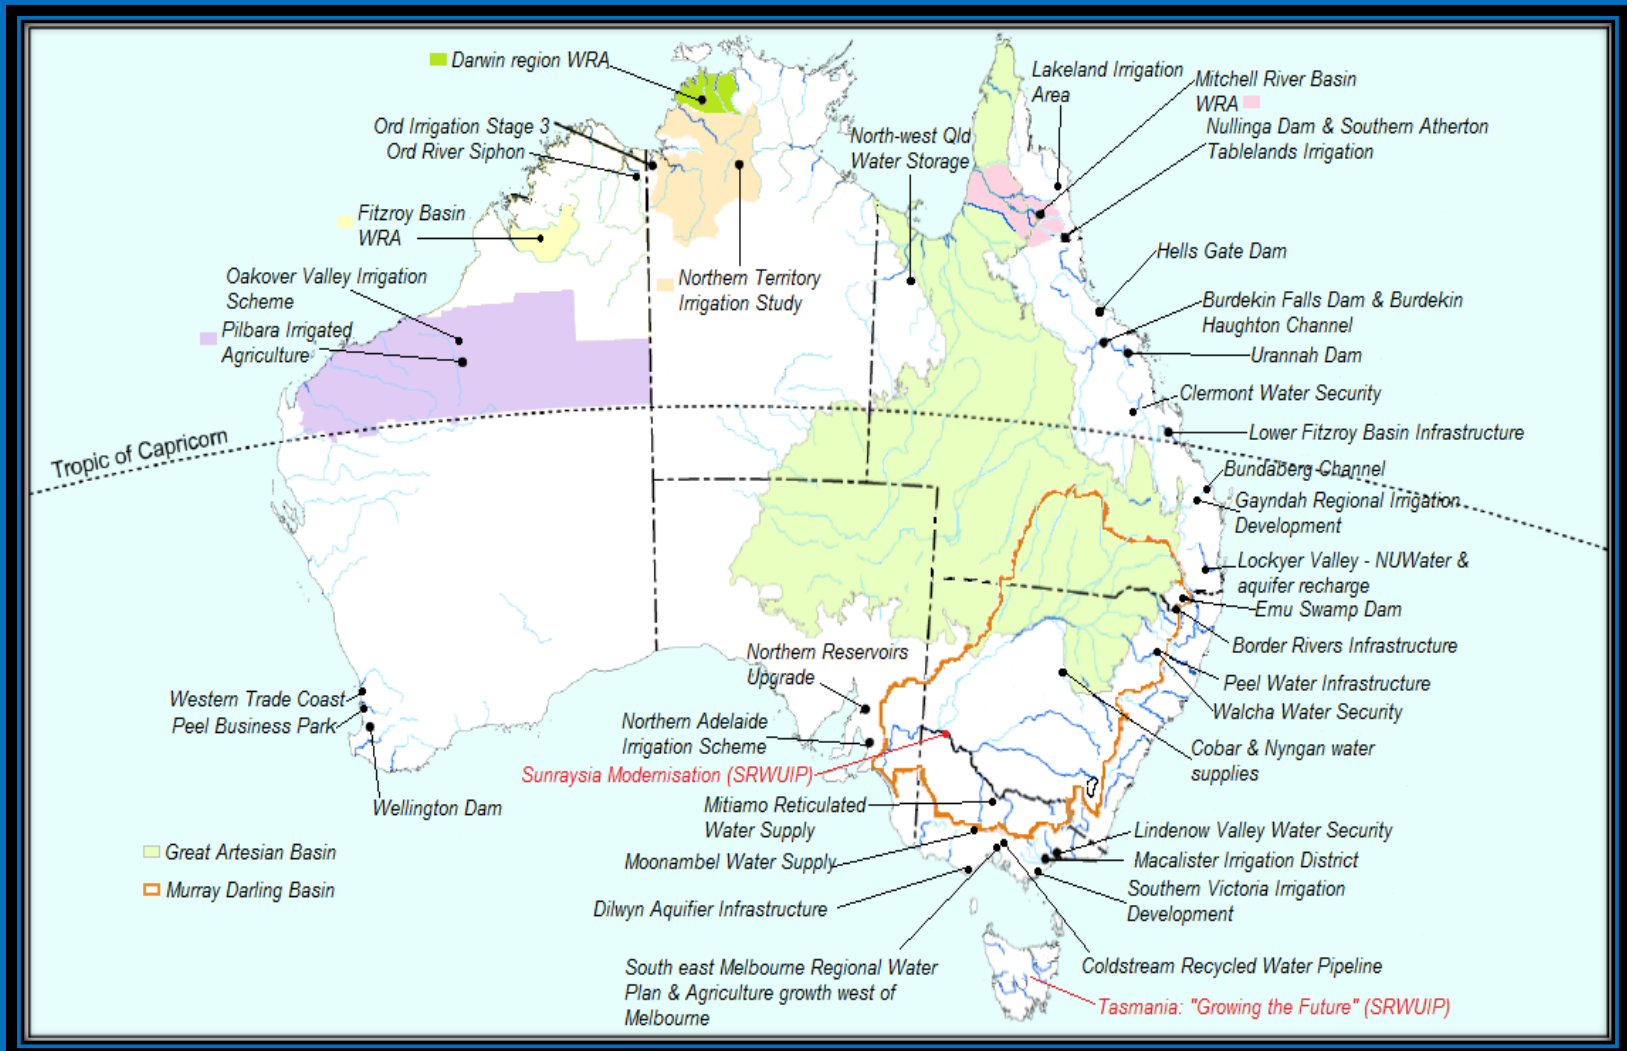 Darwin region WRA
Ord Irrigation Stage 3
Ord River Siphon
Fitzroy Basin
WRA
Oakover Valley Irrigation
Scheme
Pilbara Irrigated
Agriculture
Northern Territory
Irrigation Study
North-west Qld
Water Storage
Lakeland Irrigation
Area
Mitchell River Basin
WRA
Nullinga Dam & Southern Atherton
Tablelands Irrigation
Hells Gate Dam
Burdekin Falls Dam & Burdekin
Haughton Channel
Urannah Dam
Clermont Water Security
Lower Fitzroy Basin Infrastructure
Tropic of Capricorn
Bundaberg Channel
Gayndah Regional Irrigation
Development
Lockyer Valley - NUWater &
aquifer recharge
Emu Swamp Dam
Border Rivers Infrastructure
Peel Water Infrastructure
Walcha Water Security
Cobar & Nyngan water
supplies
Northern Reservoirs
Upgrade
Northern Adelaide
Irrigation Scheme
Sunraysia Modernisation (SRWUIP)
Western Trade Coast
Peel Business Park
Wellington Dam
Mitiamo Reticulated
Water Supply
Moonambel Water Supply
Dilwyn Aquifier Infrastructure
South east Melbourne Regional Water
Plan & Agriculture growth west of
Melbourne
Lindenow Valley Water Security
Macalister Irrigation District
Southern Victoria Irrigation
Development
Coldstream Recycled Water Pipeline
Tasmania: "Growing the Future" (SRWUIP)
Great Artesian Basin
Murray Darling Basin